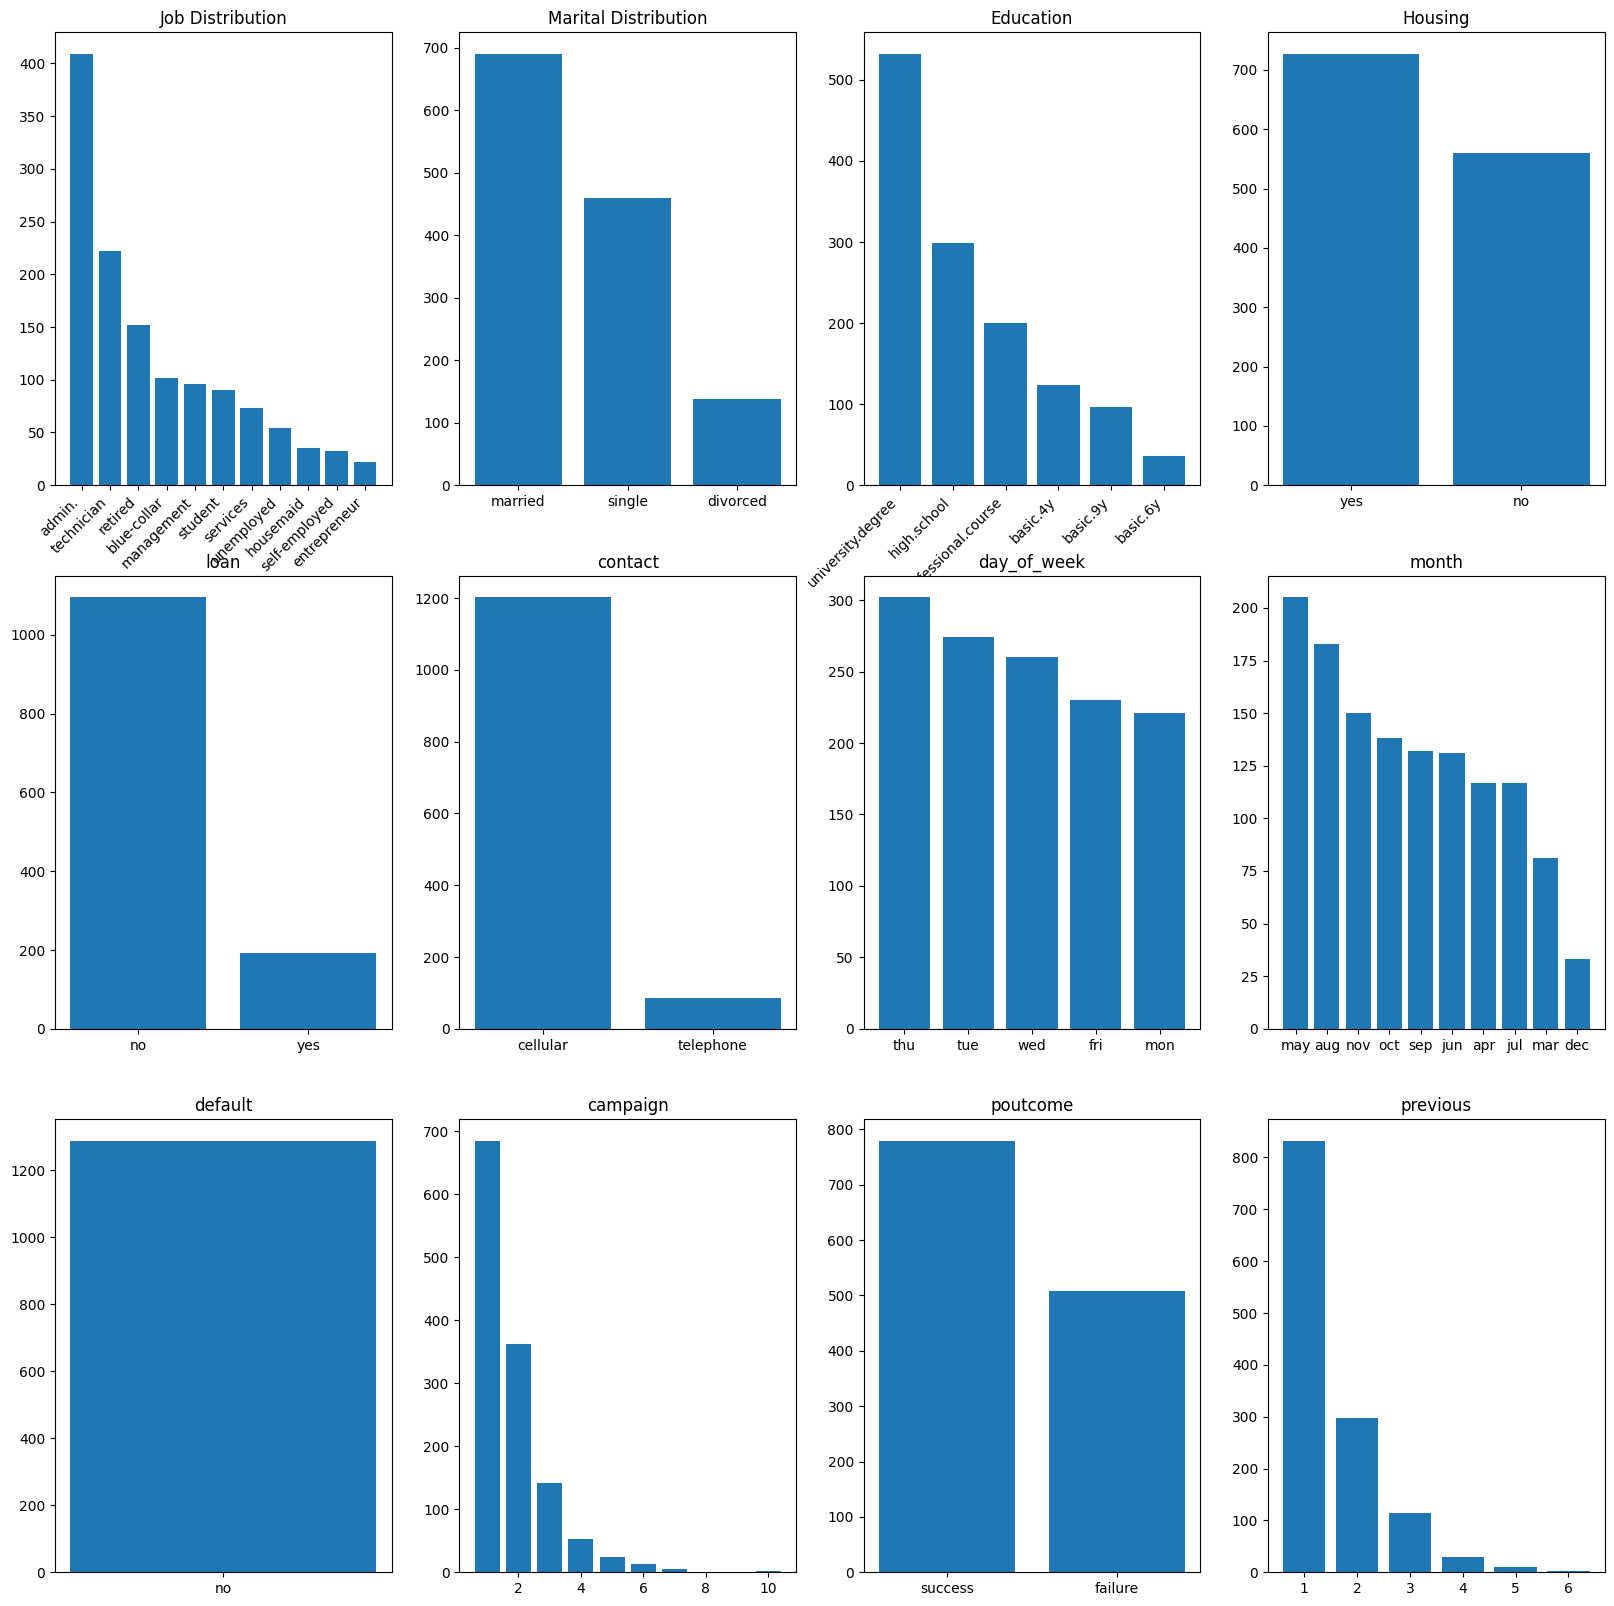 Job Distribution
400
350
300
250
200
150
100
50
0
admin.
technician
retired
blue-collar
management
student
services
housemaid
self-employed
entrepreneur
Marital Distribution
700
600
500
400
300
200
100
0
married
single
divorced
Education
500
400
300
200
100
0
university.degree
high.school
basic.4y
basic.9y
basic.6y
Housing
700
600
500
400
300
200
100
0
yes
no
loan
1000
800
600
400
200
0
no
yes
contact
1200
1000
800
600
400
200
0
cellular
telephone
day_of_week
300
250
200
150
100
50
0
thu
tue
wed
fri
mon
month
200
175
150
125
100
75
50
25
0
may
aug
nov
oct
sep
jun
apr
jul
mar
dec
default
1200
1000
800
600
400
200
0
no
campaign
700
600
500
400
300
200
100
0
2
4
6
8
10
poutcome
800
700
600
500
400
300
200
100
0
success
failure
previous
800
700
600
500
400
300
200
100
0
1
2
3
4
5
6